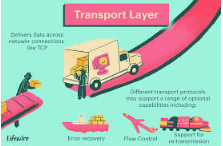 Transport Layer
Delivers data across
network connections
like TCP
Different transport protocols
may support a range of optional
capabilities including:
Error recovery
Flow Control
Support for
re-transmission
Lifewire